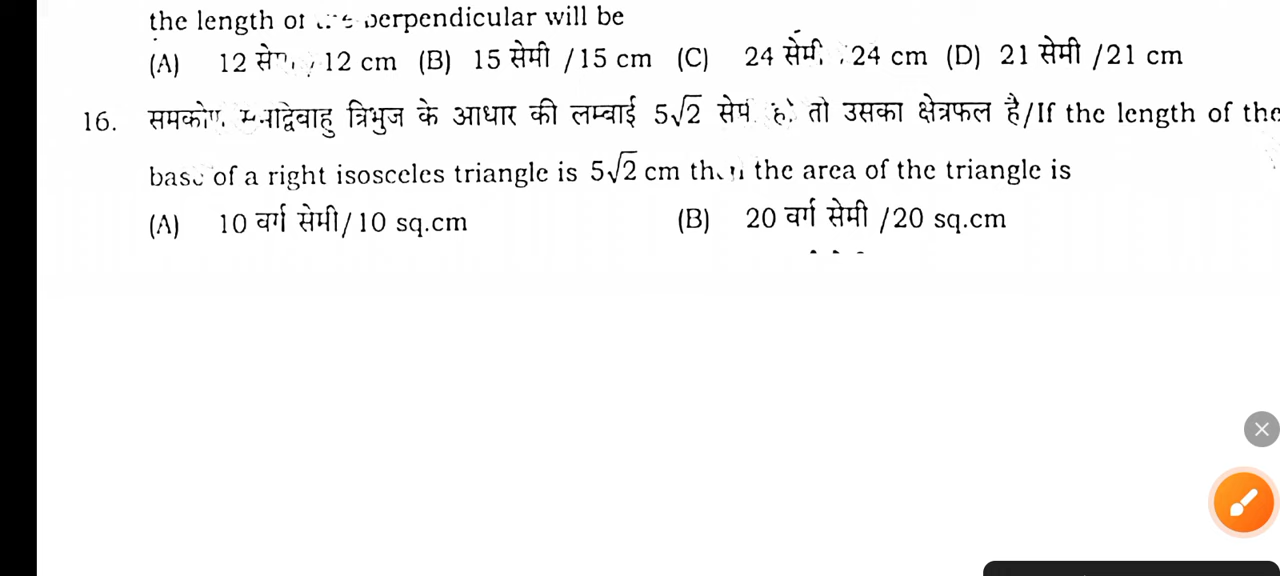 the length of perpendicular will be
(A) 12 / 12 cm (B) 15 सेमी /15 cm (C) 24 सेमी 24 cm (D) 21 सेमी /21 cm
16. त्रिभुज के आधार की लम्वाई 5√2 हो तो उसका क्षेत्रफल है/If the length of the
base of a right isosceles triangle is 5√2 cm then the area of the triangle is
(A) 10 वर्ग सेमी/10 sq.cm (B) 20 वर्ग सेमी /20 sq.cm